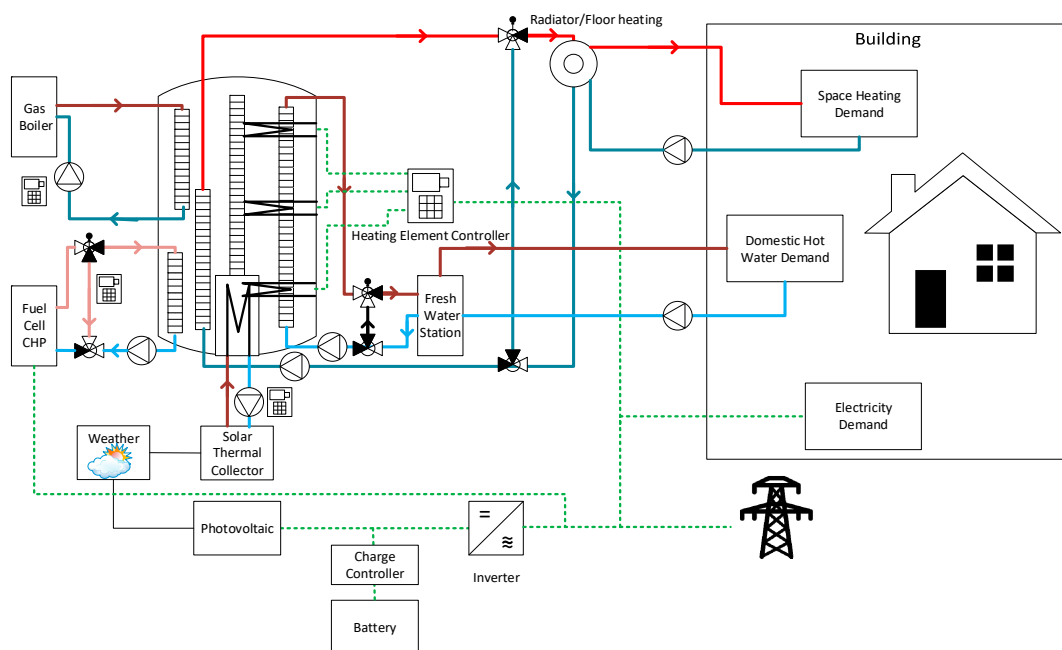 Radiator/Floor heating
Building
Gas
Boiler
Space Heating
Demand
Heating Element Controller
Domestic Hot
Water Demand
Fuel
Cell
CHP
Fresh
Water
Station
Electricity
Demand
Weather
Solar
Thermal
Collector
Photovoltaic
=
≈
Inverter
Charge
Controller
Battery